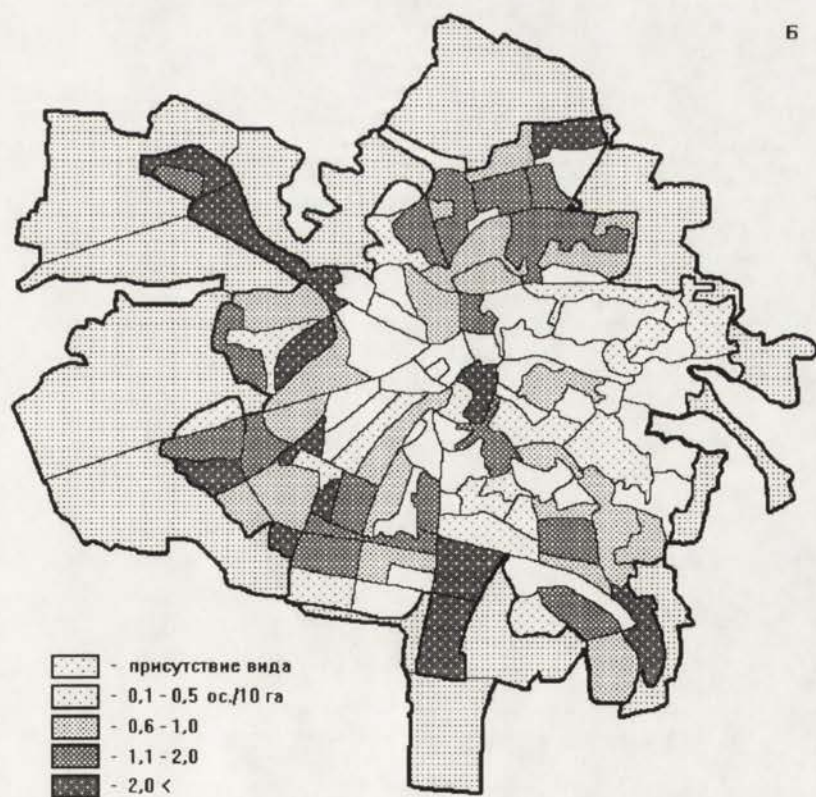 Б
- присутствие вида
- 0,1 - 0,5 ос./10 га
- 0,6 - 1,0
- 1,1 - 2,0
- 2,0 <